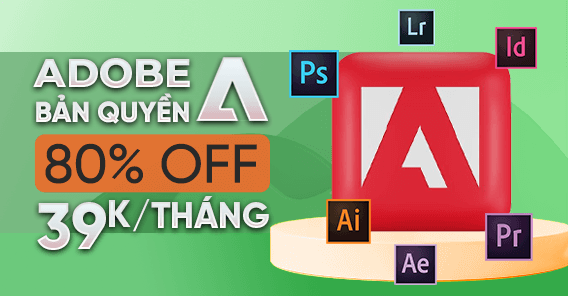 ADOBE
BẢN QUYỀN
80% OFF
39K/THÁNG
Lr
Id
Ps
Ai
Pr
Ae